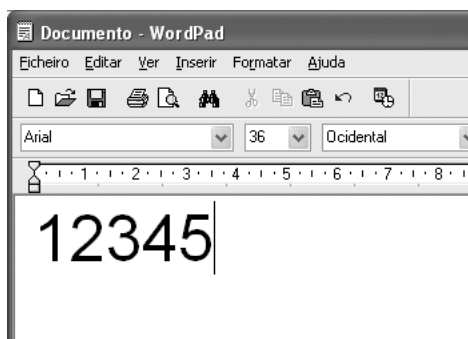 Documento - WordPad
Ficheiro Editar Ver Inserir Formatar Ajuda
Arial 36 Ocidental
1 2 3 4 5 6 7 8
12345